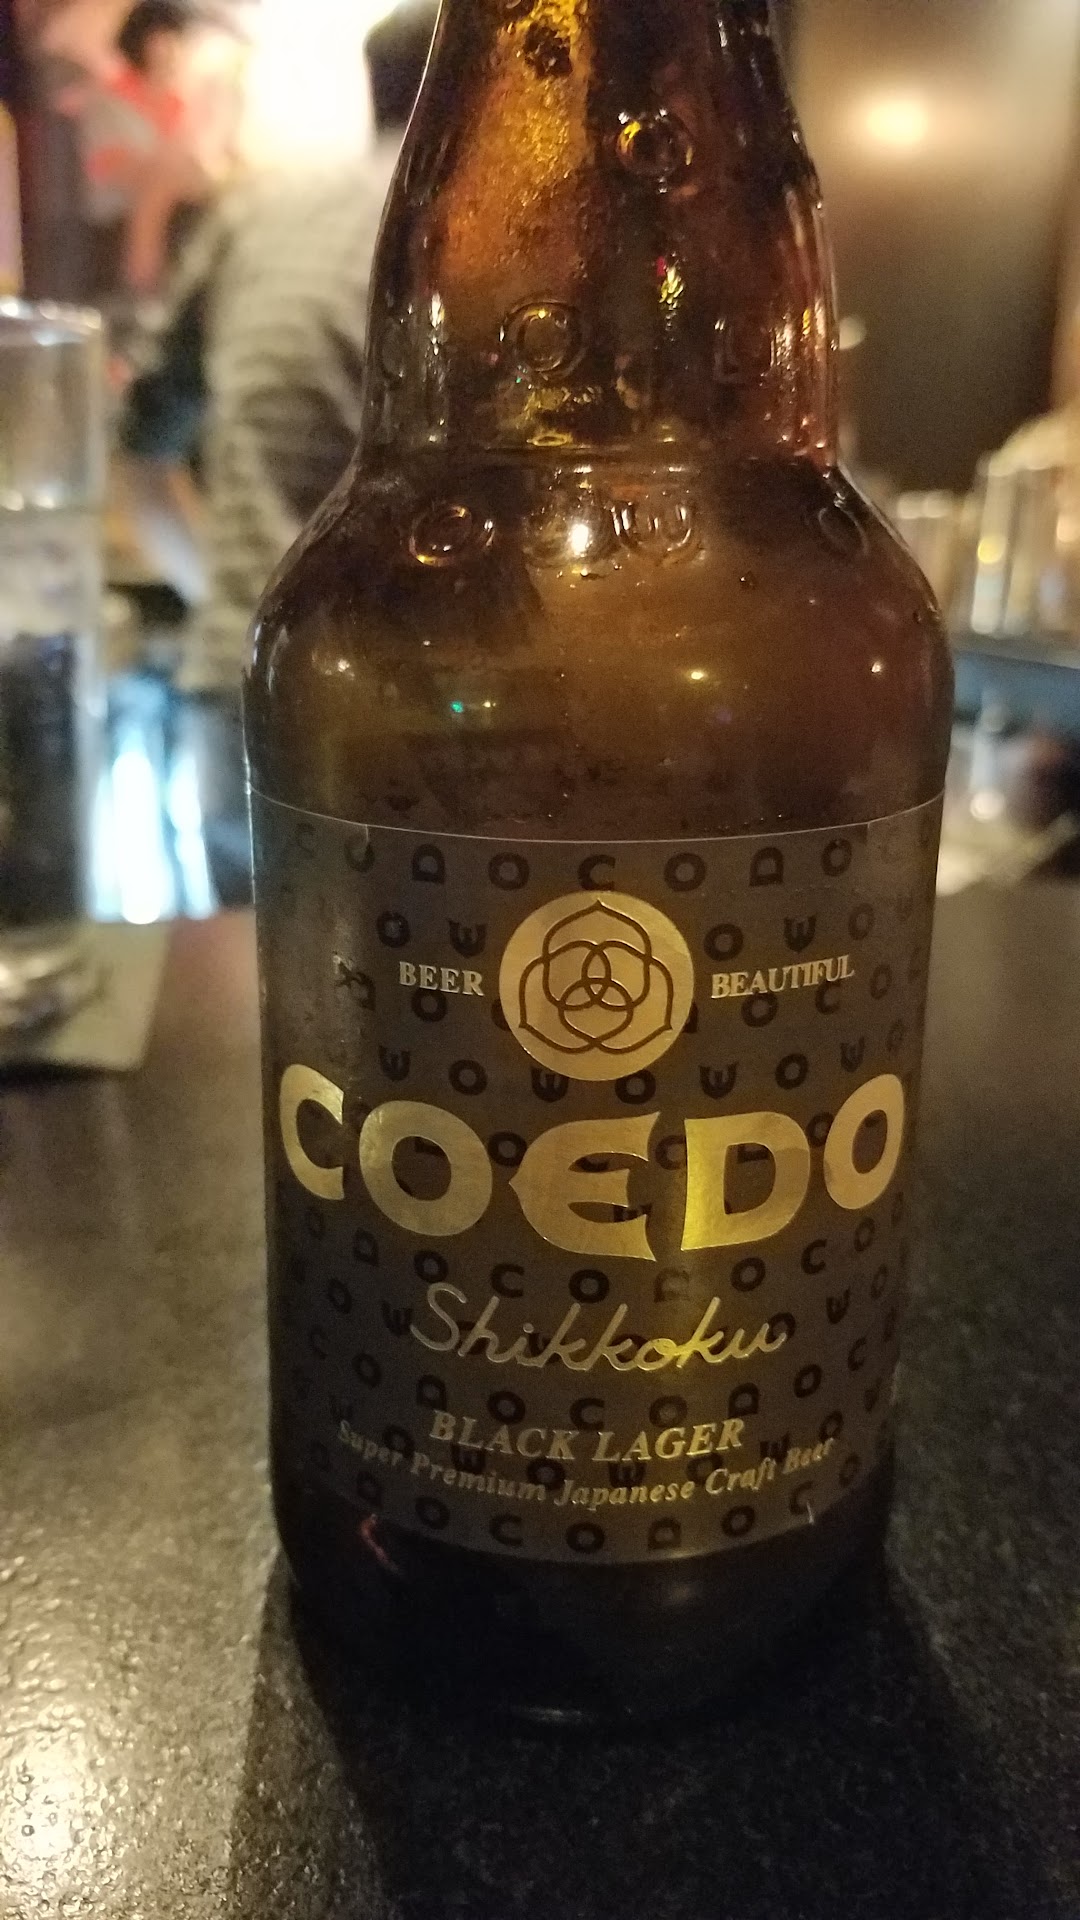 BEER BEAUTIFUL
COEDO
Shikkoku
BLACK LAGER
Super Premium Japanese Craft Beer